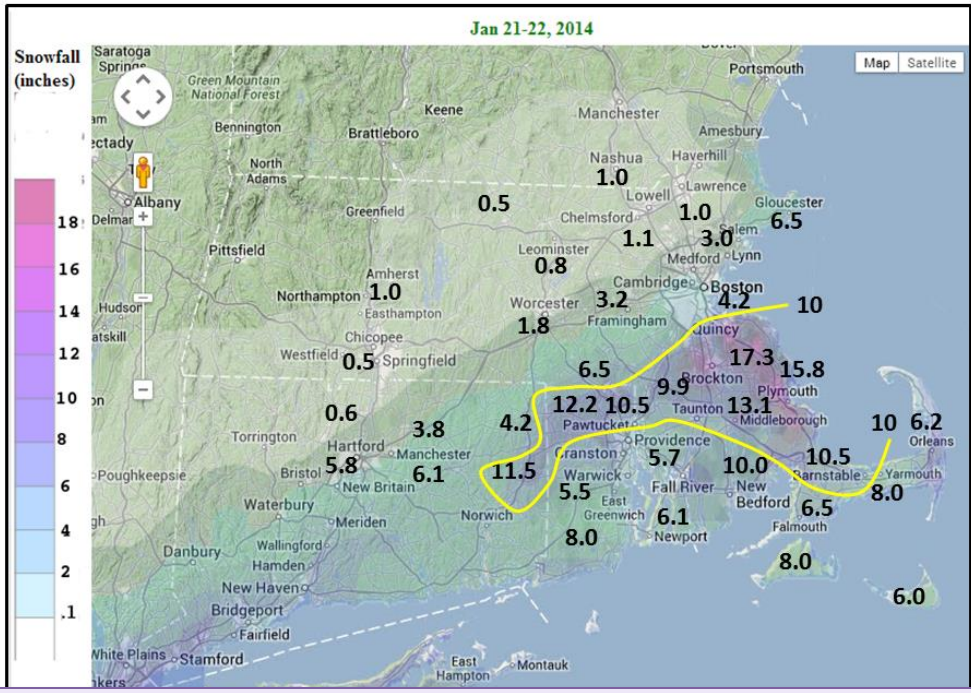 Jan 21-22, 2014
Snowfall
(inches)
18
16
14
12
10
8
6
4
2
.1
Map
Satellite
Saratoga
Springs
Green Mountain
National Forest
Portsmouth
Keene
Manchester
Bennington
Brattleboro
Amesbury
North
Adams
Nashua
Haverhill
1.0
Lawrence
Albany
0.5
Lowell
Gloucester
Delmar
Greenfield
Chelmsford
1.0
6.5
Pittsfield
1.1
3.0
Salem
Leominster
Medford
Lynn
0.8
Amherst
Cambridge
Boston
Northampton
1.0
Hudson
Easthampton
Worcester
3.2
4.2
10
1.8
Framingham
Quincy
Chicopee
Westfield
0.5
Springfield
6.5
17.3
15.8
Brockton
9.9
Plymouth
0.6
12.2
10.5
Taunton
13.1
Torrington
3.8
4.2
Pawtucket
Middleborough
10
6.2
Hartford
Providence
Orleans
Manchester
Cranston
5.7
10.5
Poughkeepsie
Bristol
5.8
6.1
11.5
Warwick
10.0
Barnstable
Yarmouth
New Britain
5.5
Fall River
New
Bedford
8.0
Waterbury
East
Greenwich
6.5
Meriden
Norwich
6.1
Falmouth
Newport
8.0
Wallingford
Danbury
Hamden
8.0
New Haven
6.0
Bridgeport
Fairfield
White Plains
Stamford
East
Hampton
Montauk